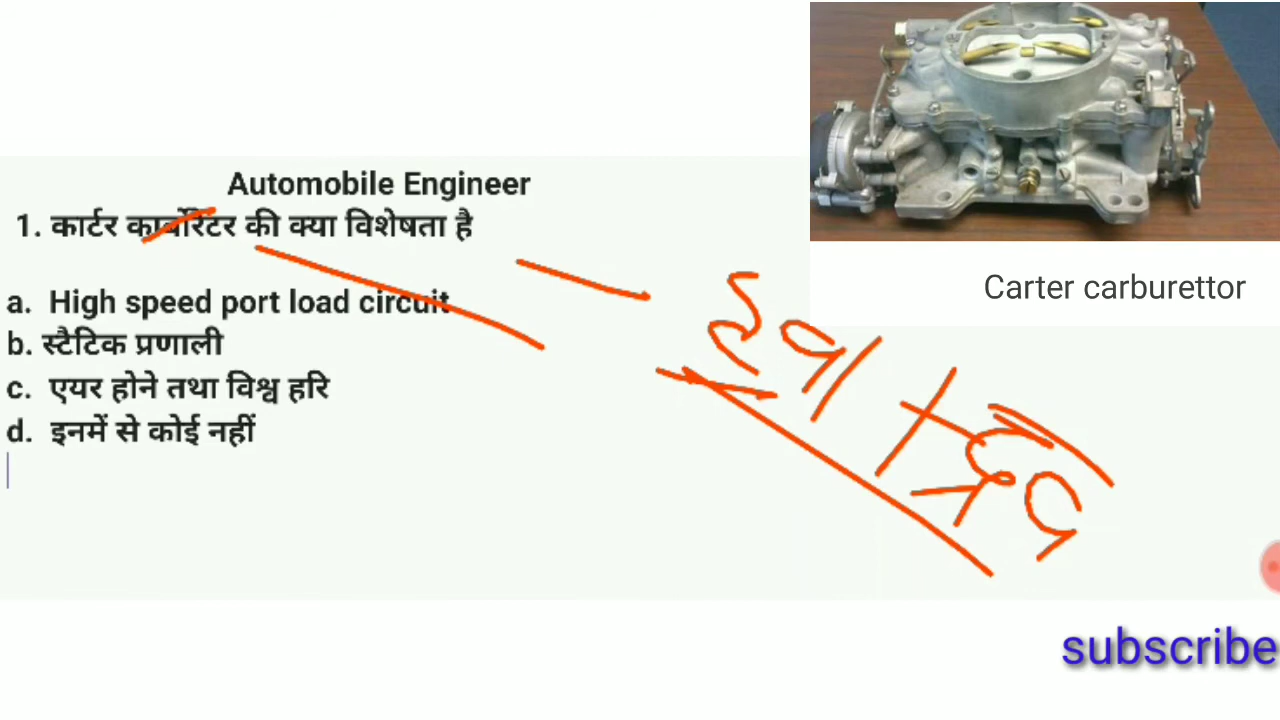 Automobile Engineer
1. कार्टर कार्बोरेटर की क्या विशेषता है
a. High speed port load circuit
b. स्टैटिक प्रणाली
c. एयर होने तथा विश्व हरि
d. इनमें से कोई नहीं
Carter carburettor
हवा +
subscribe